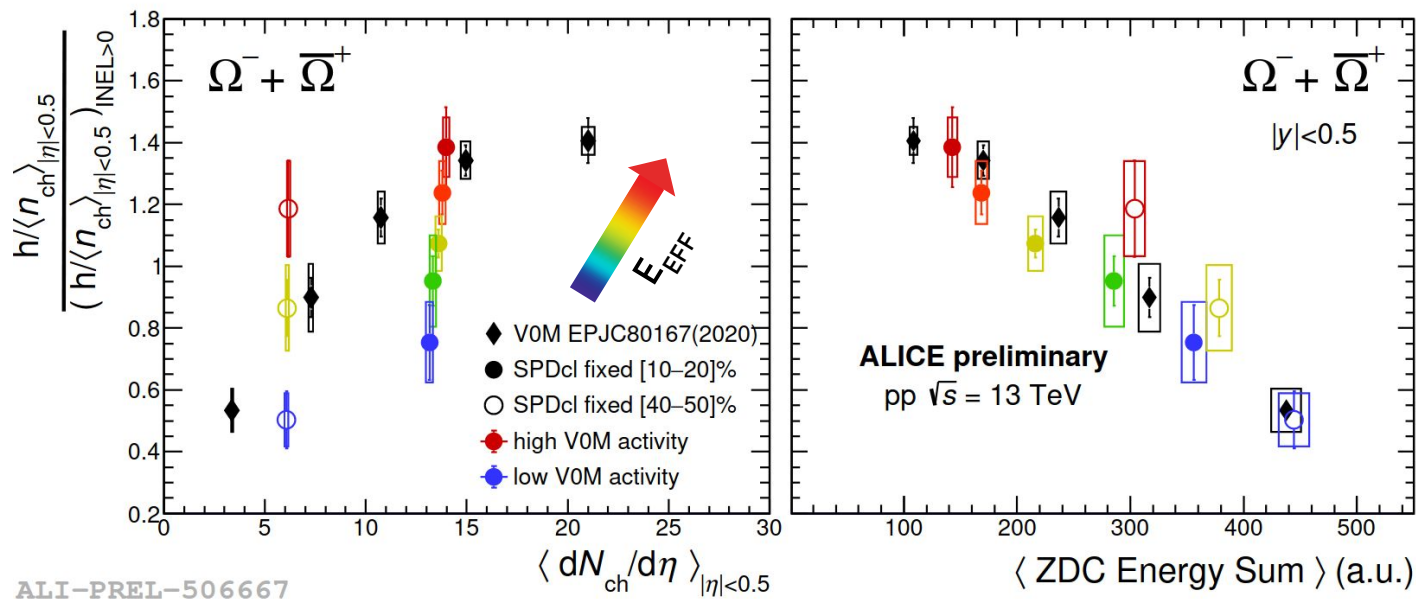 h/⟨n_ch⟩_|η|<0.5
( h/⟨n_ch⟩_|η|<0.5 )_INEL>0
1.8
1.6
1.4
1.2
1
0.8
0.6
0.4
0.2
Ω⁻ + Ω̅⁺
E_EFF
V0M EPJC80167(2020)
SPDcl fixed [10–20]%
SPDcl fixed [40–50]%
high V0M activity
low V0M activity
0 5 10 15 20 25 30
⟨ dN_ch/dη ⟩_|η|<0.5
Ω⁻ + Ω̅⁺
|y|<0.5
ALICE preliminary
pp √s = 13 TeV
100 200 300 400 500
⟨ ZDC Energy Sum ⟩ (a.u.)
ALI-PREL-506667